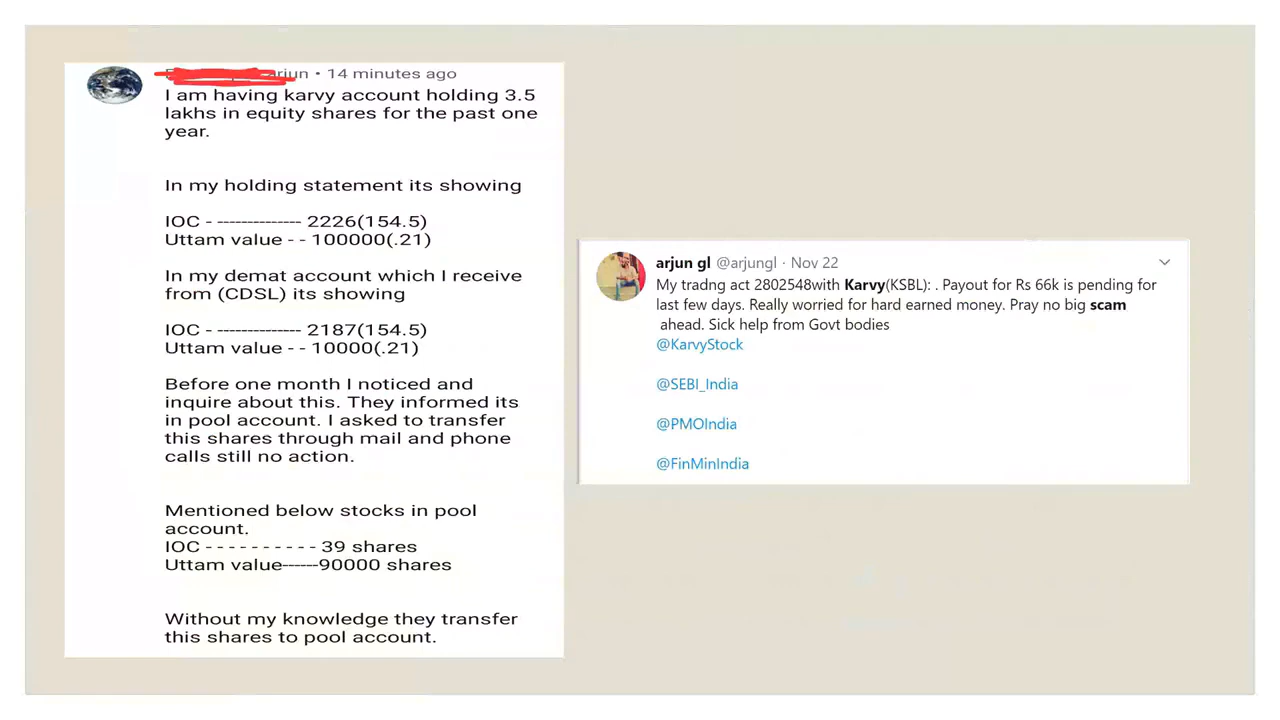 arjun • 14 minutes ago
I am having karvy account holding 3.5
lakhs in equity shares for the past one
year.
In my holding statement its showing
IOC - -------------- 2226(154.5)
Uttam value - - 100000(.21)
In my demat account which I receive
from (CDSL) its showing
IOC - -------------- 2187(154.5)
Uttam value - - 10000(.21)
Before one month I noticed and
inquire about this. They informed its
in pool account. I asked to transfer
this shares through mail and phone
calls still no action.
Mentioned below stocks in pool
account.
IOC - - - - - - - - - - 39 shares
Uttam value------90000 shares
Without my knowledge they transfer
this shares to pool account.
arjun gl @arjungl · Nov 22
My tradng act 2802548with Karvy(KSBL): . Payout for Rs 66k is pending for
last few days. Really worried for hard earned money. Pray no big scam
ahead. Sick help from Govt bodies
@KarvyStock
@SEBI_India
@PMOIndia
@FinMinIndia